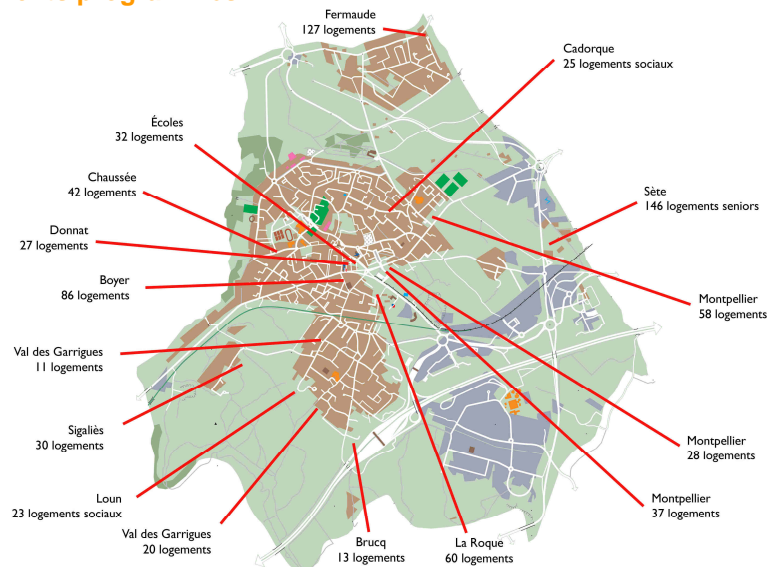 Fermaude
127 logements
Cadorque
25 logements sociaux
Écoles
32 logements
Chaussée
42 logements
Sète
146 logements seniors
Donnat
27 logements
Boyer
86 logements
Montpellier
58 logements
Val des Garrigues
11 logements
Sigaliès
30 logements
Montpellier
28 logements
Loun
23 logements sociaux
Montpellier
37 logements
Val des Garrigues
20 logements
Brucq
13 logements
La Roque
60 logements